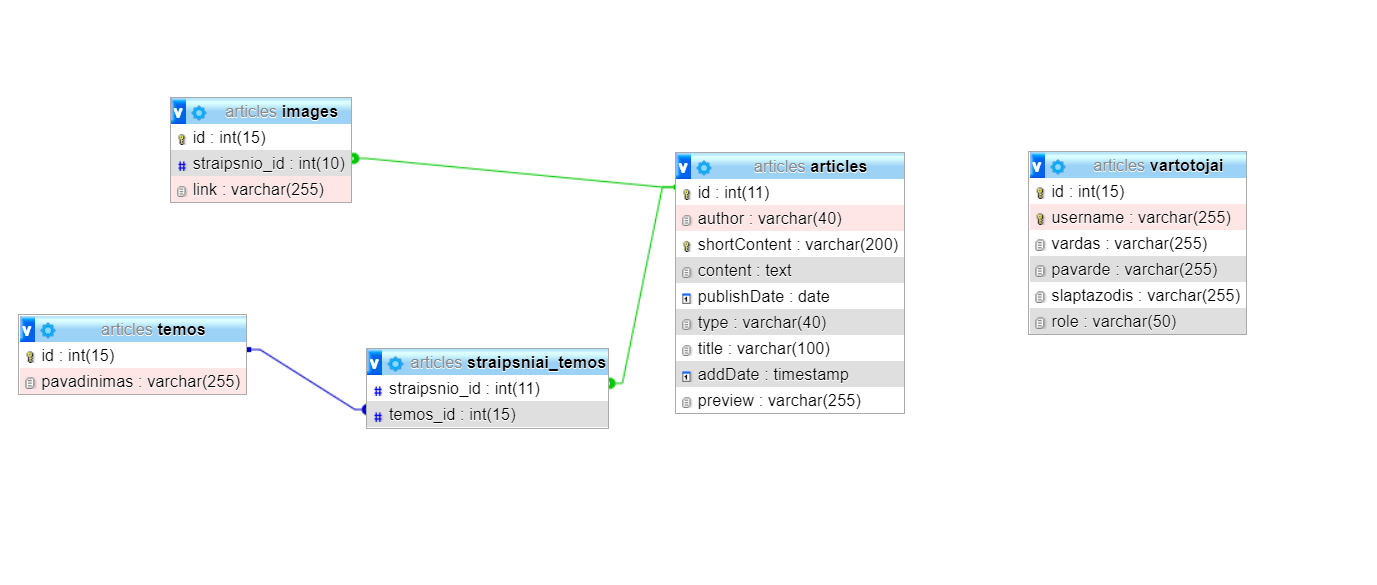 v articles images
id : int(15)
# straipsnio_id : int(10)
link : varchar(255)
v articles temos
id : int(15)
pavadinimas : varchar(255)
v articles straipsniai_temos
# straipsnio_id : int(11)
# temos_id : int(15)
v articles articles
id : int(11)
author : varchar(40)
shortContent : varchar(200)
content : text
publishDate : date
type : varchar(40)
title : varchar(100)
addDate : timestamp
preview : varchar(255)
v articles vartotojai
id : int(15)
username : varchar(255)
vardas : varchar(255)
pavarde : varchar(255)
slaptazodis : varchar(255)
role : varchar(50)